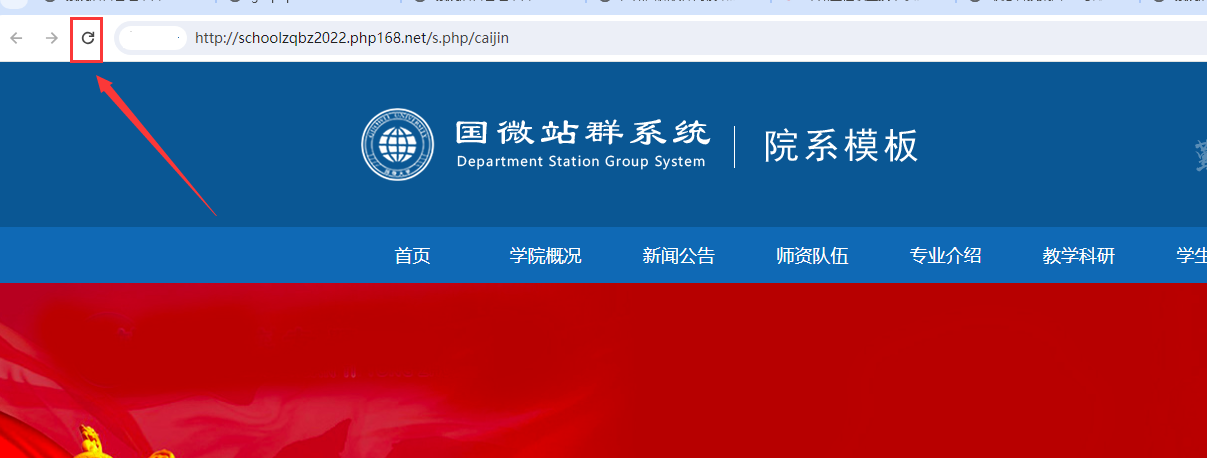 http://schoolzqbz2022.php168.net/s.php/caijin
国微站群系统
Department Station Group System
院系模板
首页 学院概况 新闻公告 师资队伍 专业介绍 教学科研 学生